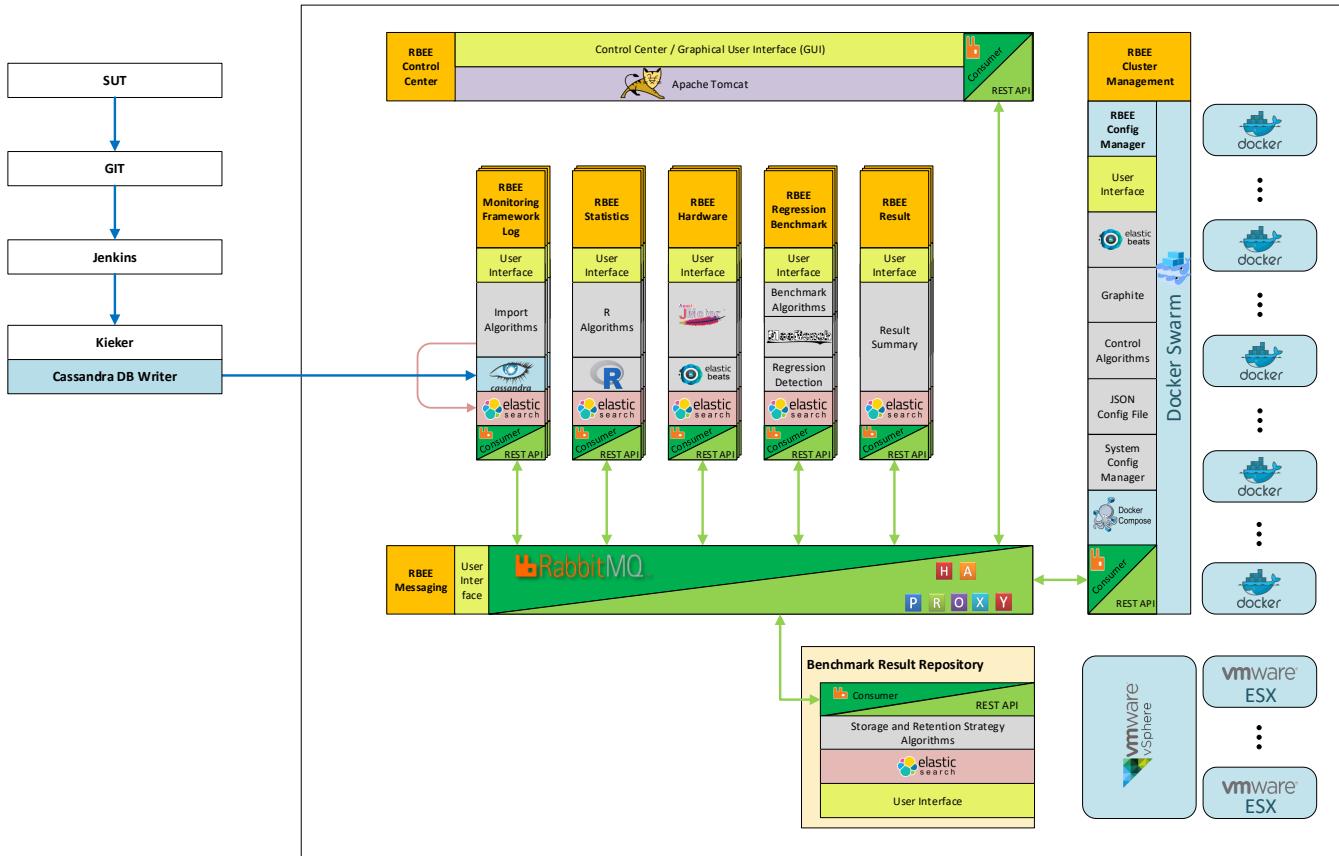 SUT
GIT
Jenkins
Kieker
Cassandra DB Writer
RBEE
Control
Center
Control Center / Graphical User Interface (GUI)
Apache Tomcat
Consumer
REST API
RBEE
Monitoring
Framework
Log
User
Interface
Import
Algorithms
cassandra
elastic
search
Consumer
REST API
RBEE
Statistics
User
Interface
R
Algorithms
R
elastic
search
Consumer
REST API
RBEE
Hardware
User
Interface
JMeter
elastic
beats
elastic
search
Consumer
REST API
RBEE
Regression
Benchmark
User
Interface
Benchmark
Algorithms
Regression
Detection
elastic
search
Consumer
REST API
RBEE
Result
User
Interface
Result
Summary
elastic
search
Consumer
REST API
RBEE
Messaging
User
Inter
face
RabbitMQ
HA
PROXY
Benchmark Result Repository
Consumer
REST API
Storage and Retention Strategy
Algorithms
elastic
search
User Interface
RBEE
Cluster
Management
RBEE
Config
Manager
User
Interface
elastic
beats
Graphite
Control
Algorithms
JSON
Config File
System
Config
Manager
Docker
Compose
Consumer
REST API
Docker Swarm
docker
docker
docker
docker
docker
vmware
vSphere
vmware
ESX
vmware
ESX